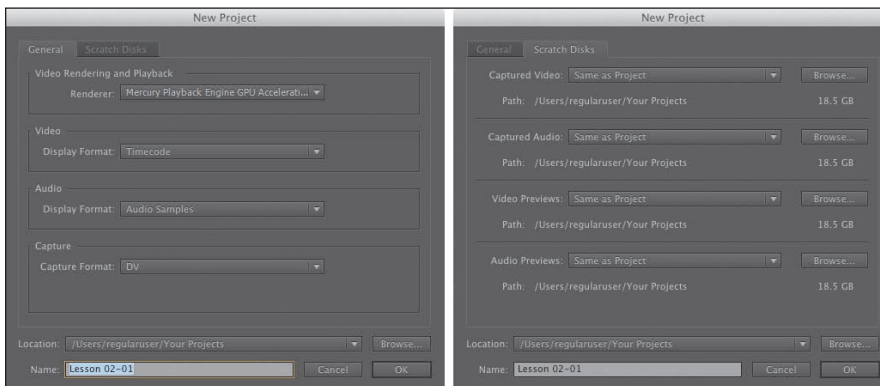 New Project
General Scratch Disks
Video Rendering and Playback
Renderer: Mercury Playback Engine GPU Accelerati...
Video
Display Format: Timecode
Audio
Display Format: Audio Samples
Capture
Capture Format: DV
Location: /Users/regularuser/Your Projects Browse...
Name: Lesson 02-01 Cancel OK
New Project
General Scratch Disks
Captured Video: Same as Project Browse...
Path: /Users/regularuser/Your Projects 18.5 GB
Captured Audio: Same as Project Browse...
Path: /Users/regularuser/Your Projects 18.5 GB
Video Previews: Same as Project Browse...
Path: /Users/regularuser/Your Projects 18.5 GB
Audio Previews: Same as Project Browse...
Path: /Users/regularuser/Your Projects 18.5 GB
Location: /Users/regularuser/Your Projects Browse...
Name: Lesson 02-01 Cancel OK